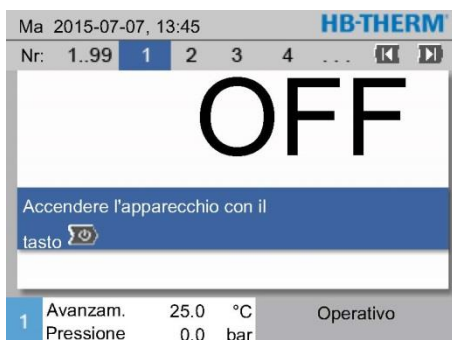 Ma 2015-07-07, 13:45 HB-THERM
Nr: 1..99 1 2 3 4 ...
OFF
Accendere l'apparecchio con il
tasto
1 Avanzam. 25.0 °C Operativo
Pressione 0.0 bar